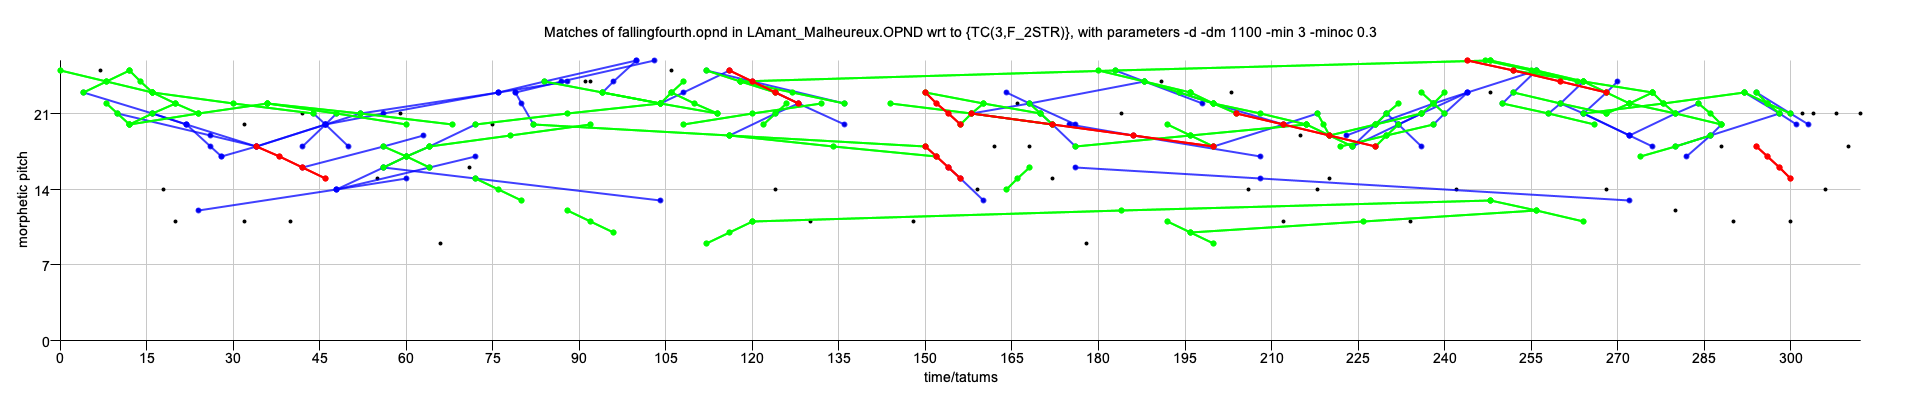 Matches of fallingfourth.opnd in LAmant_Malheureux.OPND wrt to {TC(3,F_2STR)}, with parameters -d -dm 1100 -min 3 -minoc 0.3
morphetic pitch
21
14
7
0
0 15 30 45 60 75 90 105 120 135 150 165 180 195 210 225 240 255 270 285 300
time/tatums